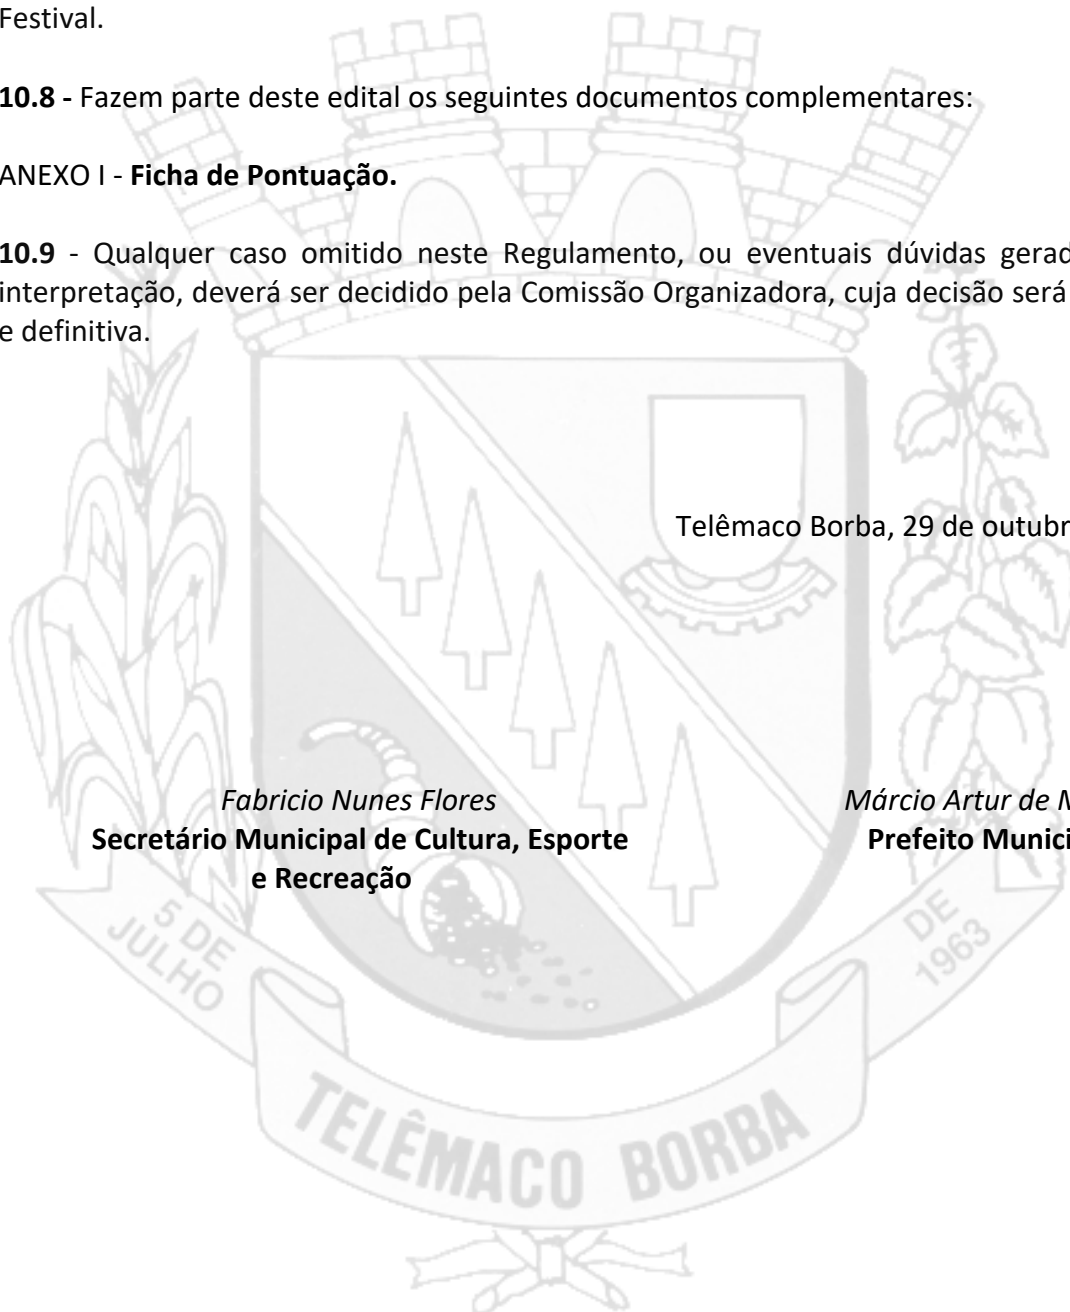 Festival.
10.8 - Fazem parte deste edital os seguintes documentos complementares:
ANEXO I - Ficha de Pontuação.
10.9 - Qualquer caso omitido neste Regulamento, ou eventuais dúvidas gerad
interpretação, deverá ser decidido pela Comissão Organizadora, cuja decisão será
e definitiva.
Telêmaco Borba, 29 de outubr
Fabricio Nunes Flores
Márcio Artur de M
Secretário Municipal de Cultura, Esporte
Prefeito Munici
e Recreação
5 DE
JULHO
DE
1963
TELÊMACO BORBA